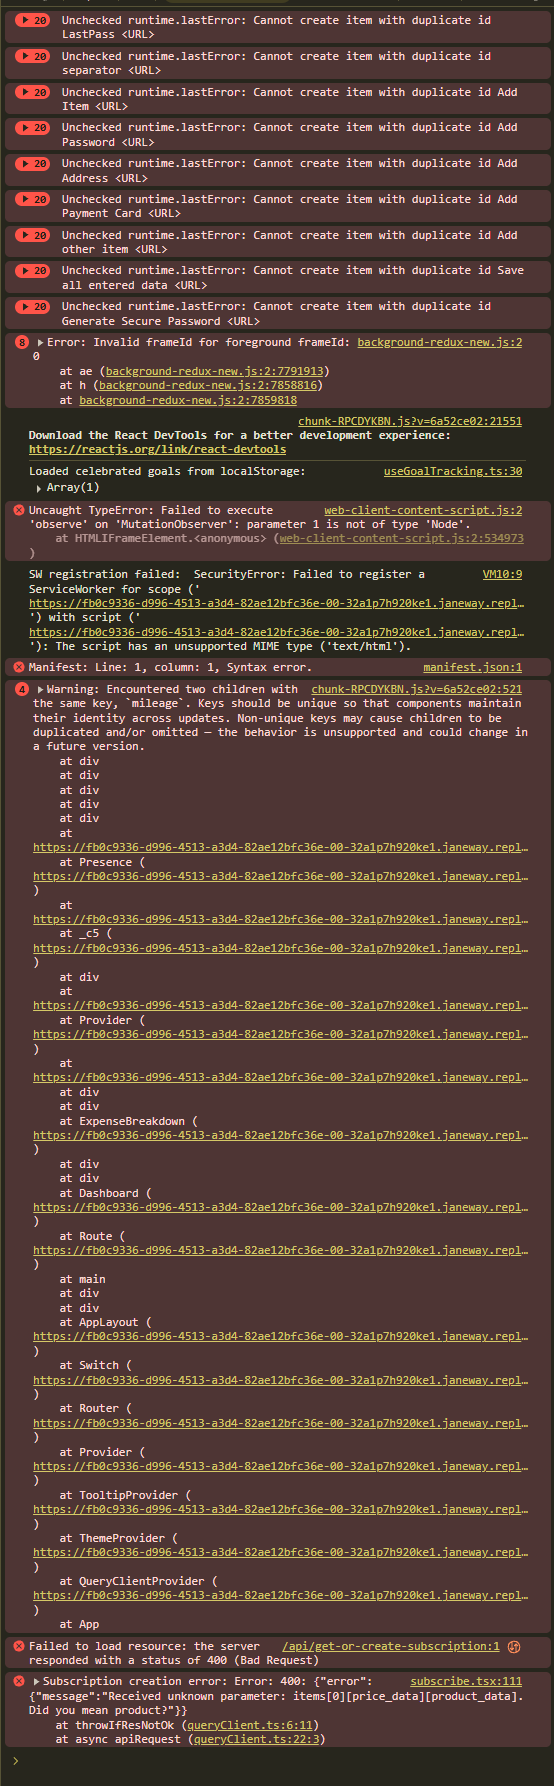 20 Unchecked runtime.lastError: Cannot create item with duplicate id
LastPass <URL>
20 Unchecked runtime.lastError: Cannot create item with duplicate id
separator <URL>
20 Unchecked runtime.lastError: Cannot create item with duplicate id Add
Item <URL>
20 Unchecked runtime.lastError: Cannot create item with duplicate id Add
Password <URL>
20 Unchecked runtime.lastError: Cannot create item with duplicate id Add
Address <URL>
20 Unchecked runtime.lastError: Cannot create item with duplicate id Add
Payment Card <URL>
20 Unchecked runtime.lastError: Cannot create item with duplicate id Add
other item <URL>
20 Unchecked runtime.lastError: Cannot create item with duplicate id Save
all entered data <URL>
20 Unchecked runtime.lastError: Cannot create item with duplicate id
Generate Secure Password <URL>
8 Error: Invalid frameId for foreground frameId: background-redux-new.js:2
0
at ae (background-redux-new.js:2:7791913)
at h (background-redux-new.js:2:7858816)
at background-redux-new.js:2:7859818
chunk-RPCDYKBN.js?v=6a52ce02:21551
Download the React DevTools for a better development experience:
https://reactjs.org/link/react-devtools
Loaded celebrated goals from localStorage: useGoalTracking.ts:30
Array(1)
Uncaught TypeError: Failed to execute web-client-content-script.js:2
'observe' on 'MutationObserver': parameter 1 is not of type 'Node'.
at HTMLIFrameElement.<anonymous> (web-client-content-script.js:2:534973
)
SW registration failed: SecurityError: Failed to register a VM10:9
ServiceWorker for scope ('
https://fb0c9336-d996-4513-a3d4-82ae12bfc36e-00-32a1p7h920ke1.janeway.repl…
') with script ('
https://fb0c9336-d996-4513-a3d4-82ae12bfc36e-00-32a1p7h920ke1.janeway.repl…
'): The script has an unsupported MIME type ('text/html').
Manifest: Line: 1, column: 1, Syntax error. manifest.json:1
4 Warning: Encountered two children with chunk-RPCDYKBN.js?v=6a52ce02:521
the same key, `mileage`. Keys should be unique so that components maintain
their identity across updates. Non-unique keys may cause children to be
duplicated and/or omitted — the behavior is unsupported and could change in
a future version.
at div
at div
at div
at div
at div
at
https://fb0c9336-d996-4513-a3d4-82ae12bfc36e-00-32a1p7h920ke1.janeway.repl…
at Presence (
https://fb0c9336-d996-4513-a3d4-82ae12bfc36e-00-32a1p7h920ke1.janeway.repl…
)
at
https://fb0c9336-d996-4513-a3d4-82ae12bfc36e-00-32a1p7h920ke1.janeway.repl…
at _c5 (
https://fb0c9336-d996-4513-a3d4-82ae12bfc36e-00-32a1p7h920ke1.janeway.repl…
)
at div
at
https://fb0c9336-d996-4513-a3d4-82ae12bfc36e-00-32a1p7h920ke1.janeway.repl…
at Provider (
https://fb0c9336-d996-4513-a3d4-82ae12bfc36e-00-32a1p7h920ke1.janeway.repl…
)
at
https://fb0c9336-d996-4513-a3d4-82ae12bfc36e-00-32a1p7h920ke1.janeway.repl…
at div
at div
at ExpenseBreakdown (
https://fb0c9336-d996-4513-a3d4-82ae12bfc36e-00-32a1p7h920ke1.janeway.repl…
)
at div
at div
at Dashboard (
https://fb0c9336-d996-4513-a3d4-82ae12bfc36e-00-32a1p7h920ke1.janeway.repl…
)
at Route (
https://fb0c9336-d996-4513-a3d4-82ae12bfc36e-00-32a1p7h920ke1.janeway.repl…
)
at main
at div
at div
at AppLayout (
https://fb0c9336-d996-4513-a3d4-82ae12bfc36e-00-32a1p7h920ke1.janeway.repl…
)
at Switch (
https://fb0c9336-d996-4513-a3d4-82ae12bfc36e-00-32a1p7h920ke1.janeway.repl…
)
at Router (
https://fb0c9336-d996-4513-a3d4-82ae12bfc36e-00-32a1p7h920ke1.janeway.repl…
)
at Provider (
https://fb0c9336-d996-4513-a3d4-82ae12bfc36e-00-32a1p7h920ke1.janeway.repl…
)
at TooltipProvider (
https://fb0c9336-d996-4513-a3d4-82ae12bfc36e-00-32a1p7h920ke1.janeway.repl…
)
at ThemeProvider (
https://fb0c9336-d996-4513-a3d4-82ae12bfc36e-00-32a1p7h920ke1.janeway.repl…
)
at QueryClientProvider (
https://fb0c9336-d996-4513-a3d4-82ae12bfc36e-00-32a1p7h920ke1.janeway.repl…
)
at App
Failed to load resource: the server /api/get-or-create-subscription:1
responded with a status of 400 (Bad Request)
Subscription creation error: Error: 400: {"error": subscribe.tsx:111
{"message":"Received unknown parameter: items[0][price_data][product_data].
Did you mean product?"}}
at throwIfResNotOk (queryClient.ts:6:11)
at async apiRequest (queryClient.ts:22:3)
>